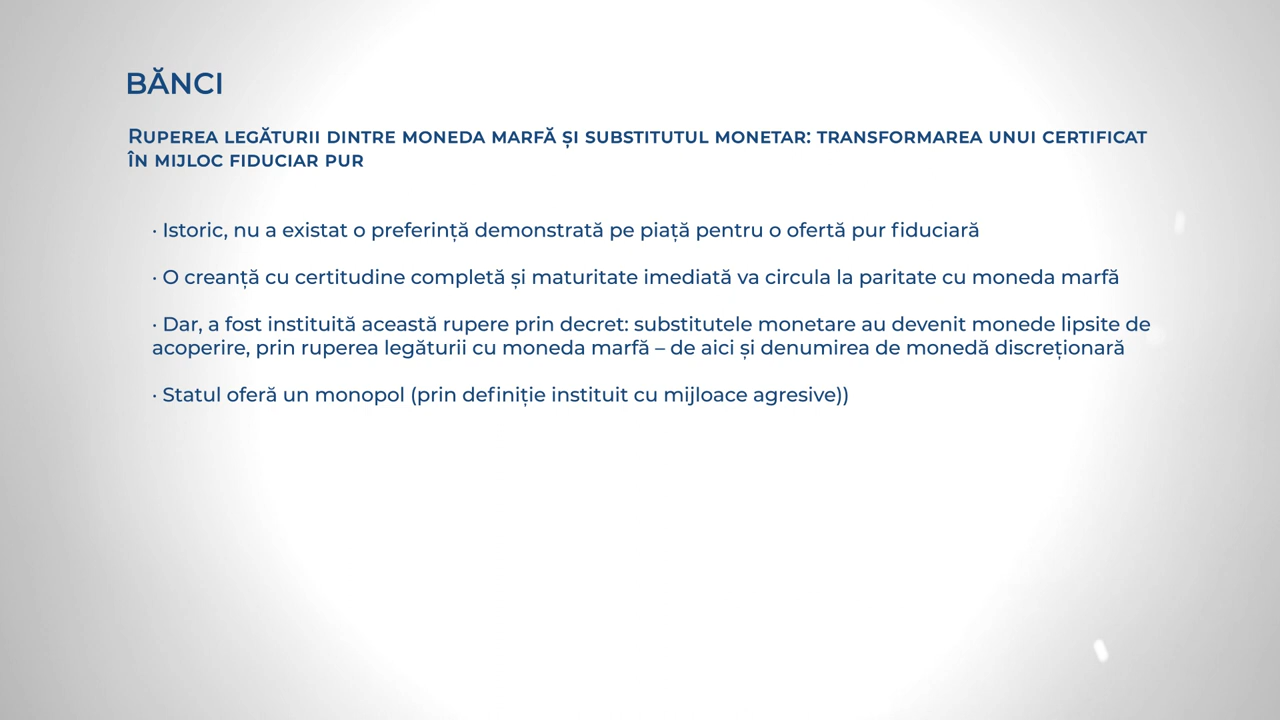 BĂNCI
Ruperea legăturii dintre moneda marfă și substitutul monetar: transformarea unui certificat
în mijloc fiduciar pur
· Istoric, nu a existat o preferință demonstrată pe piață pentru o ofertă pur fiduciară
· O creanță cu certitudine completă și maturitate imediată va circula la paritate cu moneda marfă
· Dar, a fost instituită această rupere prin decret: substitutele monetare au devenit monede lipsite de
acoperire, prin ruperea legăturii cu moneda marfă – de aici și denumirea de monedă discreționară
· Statul oferă un monopol (prin definiție instituit cu mijloace agresive))